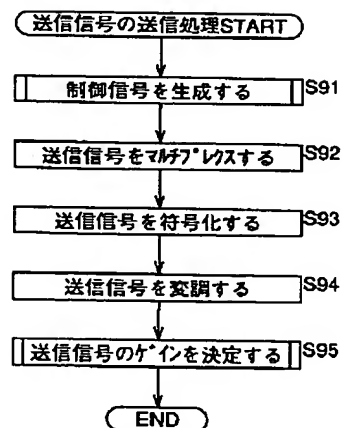 送信信号の送信処理START
制御信号を生成する S91
送信信号をﾏﾙﾁﾌﾟﾚｸｽする S92
送信信号を符号化する S93
送信信号を変調する S94
送信信号のｹﾞｲﾝを決定する S95
END